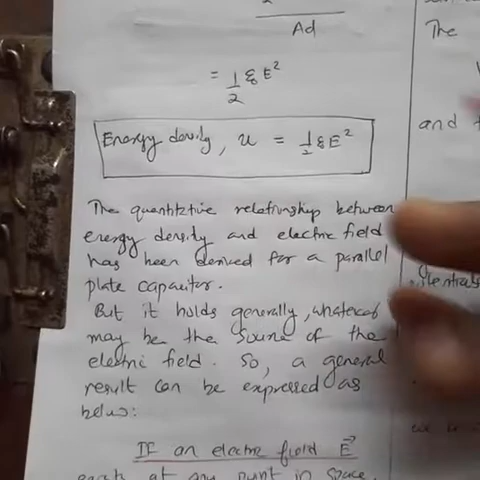 Ad
= 1/2 ε E²
Energy density, u = 1/2 ε E²
The quantitative relationship between
energy density and electric field
has been derived for a parallel
plate capacitor.
But it holds generally, whatever
may be the source of the
electric field. So, a general
result can be expressed as
below:
IF an electric field E⃗
at any point in space,
The
and